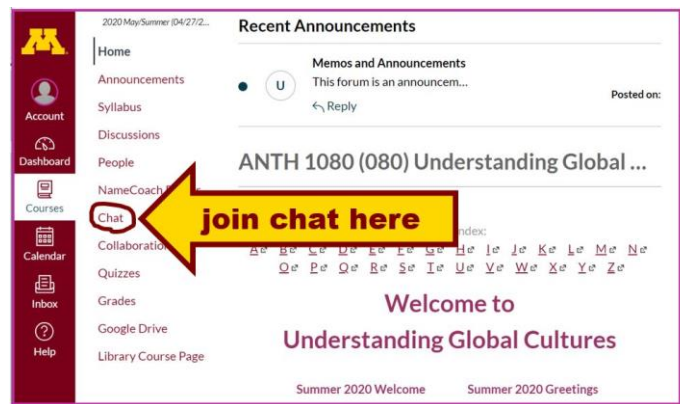 M
Account
Dashboard
Courses
Calendar
Inbox
Help
2020 May/Summer (04/27/2...
Home
Announcements
Syllabus
Discussions
People
NameCoach
Chat
Collaboration
Quizzes
Grades
Google Drive
Library Course Page
join chat here
Recent Announcements
U
Memos and Announcements
This forum is an announcem...
Reply
Posted on:
ANTH 1080 (080) Understanding Global ...
ndex:
A B C D E F G H I J K L M N
O P Q R S T U V W X Y Z
Welcome to
Understanding Global Cultures
Summer 2020 Welcome Summer 2020 Greetings